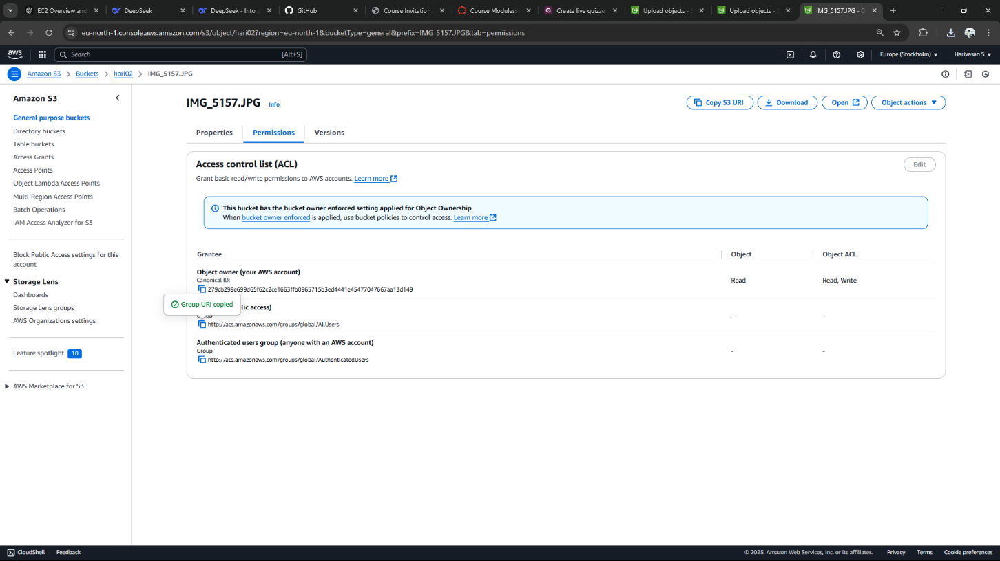 EC2 Overview and
DeepSeek
DeepSeek - Into t
GitHub
Course Invitation
Course Modules:
Create live quizze
Upload objects -
Upload objects -
IMG_5157.JPG -
eu-north-1.console.aws.amazon.com/s3/object/hari02?region=eu-north-1&bucketType=general&prefix=IMG_5157.JPG&tab=permissions
aws
Search
[Alt+S]
Europe (Stockholm)
Harivasan S
Amazon S3
Buckets
hari02
IMG_5157.JPG
Amazon S3
General purpose buckets
Directory buckets
Table buckets
Access Grants
Access Points
Object Lambda Access Points
Multi-Region Access Points
Batch Operations
IAM Access Analyzer for S3
Block Public Access settings for this
account
Storage Lens
Dashboards
Storage Lens groups
AWS Organizations settings
Feature spotlight 10
AWS Marketplace for S3
IMG_5157.JPG Info
Copy S3 URI
Download
Open
Object actions
Properties
Permissions
Versions
Access control list (ACL)
Edit
Grant basic read/write permissions to AWS accounts. Learn more
This bucket has the bucket owner enforced setting applied for Object Ownership
When bucket owner enforced is applied, use bucket policies to control access. Learn more
Grantee
Object
Object ACL
Object owner (your AWS account)
Canonical ID:
279cb299e699d65f62c2ce1663ffb0965715b3ed4441e45477047667aa13d149
Read
Read, Write
Group URI copied
lic access)
http://acs.amazonaws.com/groups/global/AllUsers
-
-
Authenticated users group (anyone with an AWS account)
Group:
http://acs.amazonaws.com/groups/global/AuthenticatedUsers
-
-
CloudShell
Feedback
© 2025, Amazon Web Services, Inc. or its affiliates.
Privacy
Terms
Cookie preferences